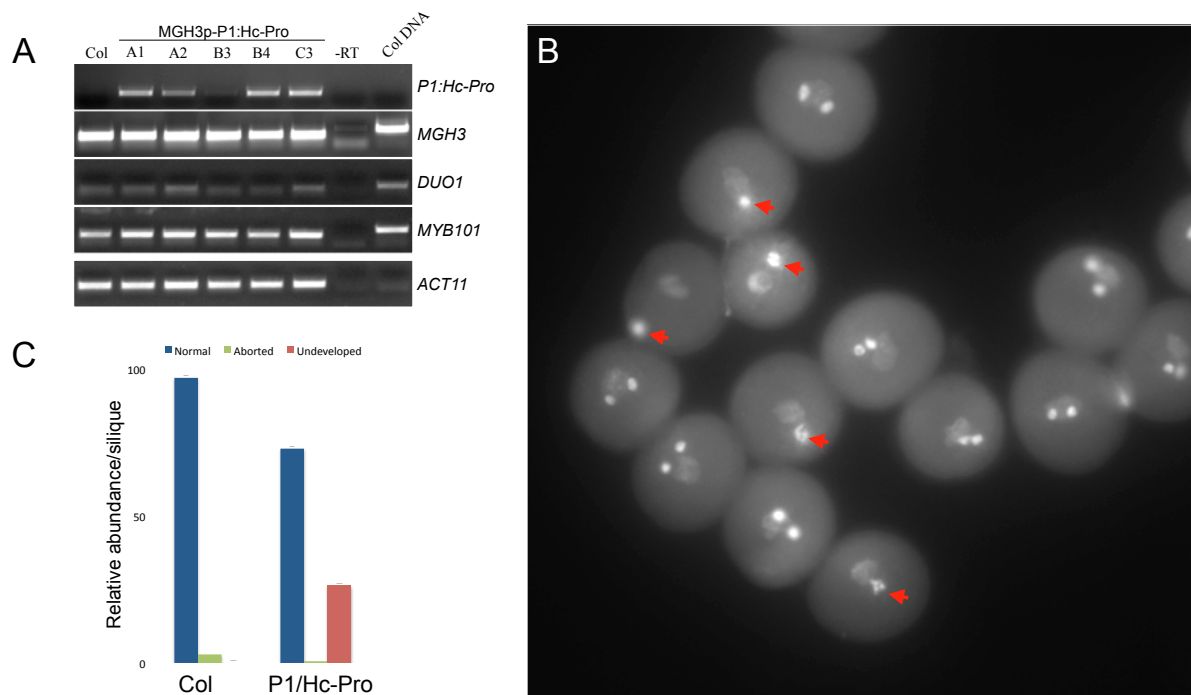 A
MGH3p-P1:Hc-Pro
Col A1 A2 B3 B4 C3 -RT Col DNA
P1:Hc-Pro
MGH3
DUO1
MYB101
ACT11
B
C
Normal Aborted Undeveloped
Relative abundance/silique
100
50
0
Col P1/Hc-Pro